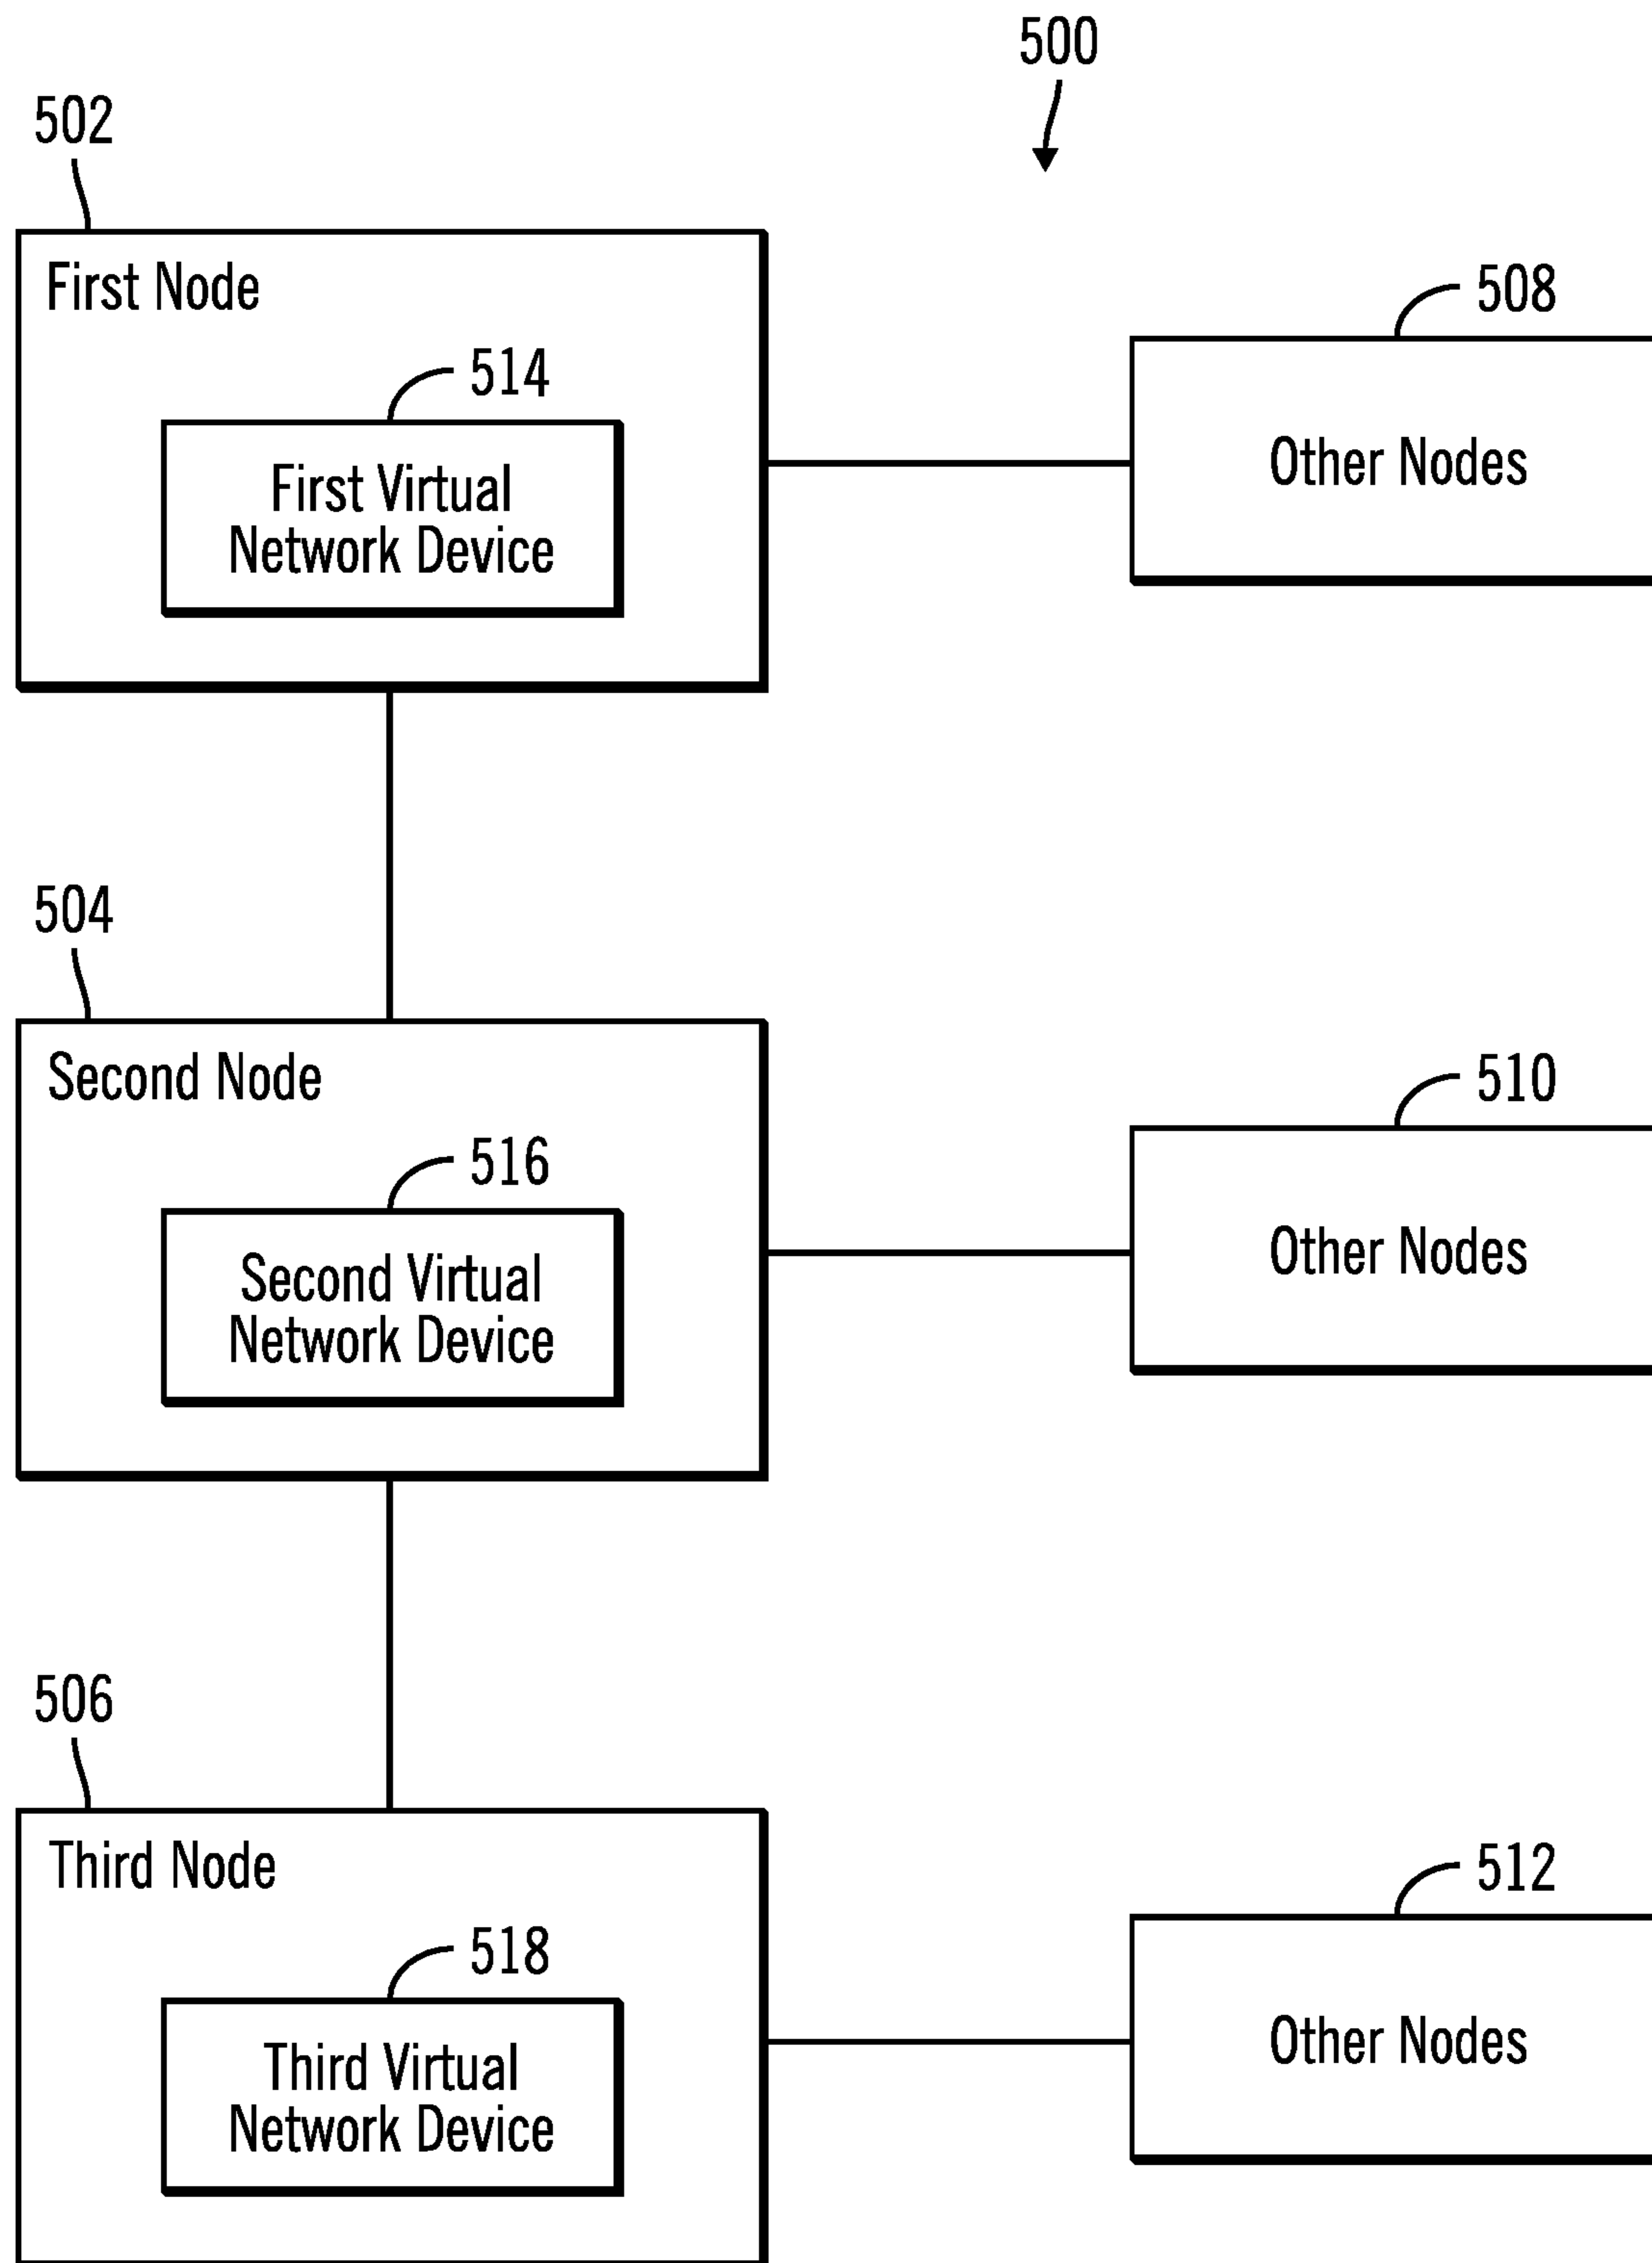 500
502
First Node
508
514
First Virtual
Network Device
Other Nodes
504
Second Node
510
516
Second Virtual
Network Device
Other Nodes
506
Third Node
512
518
Third Virtual
Network Device
Other Nodes